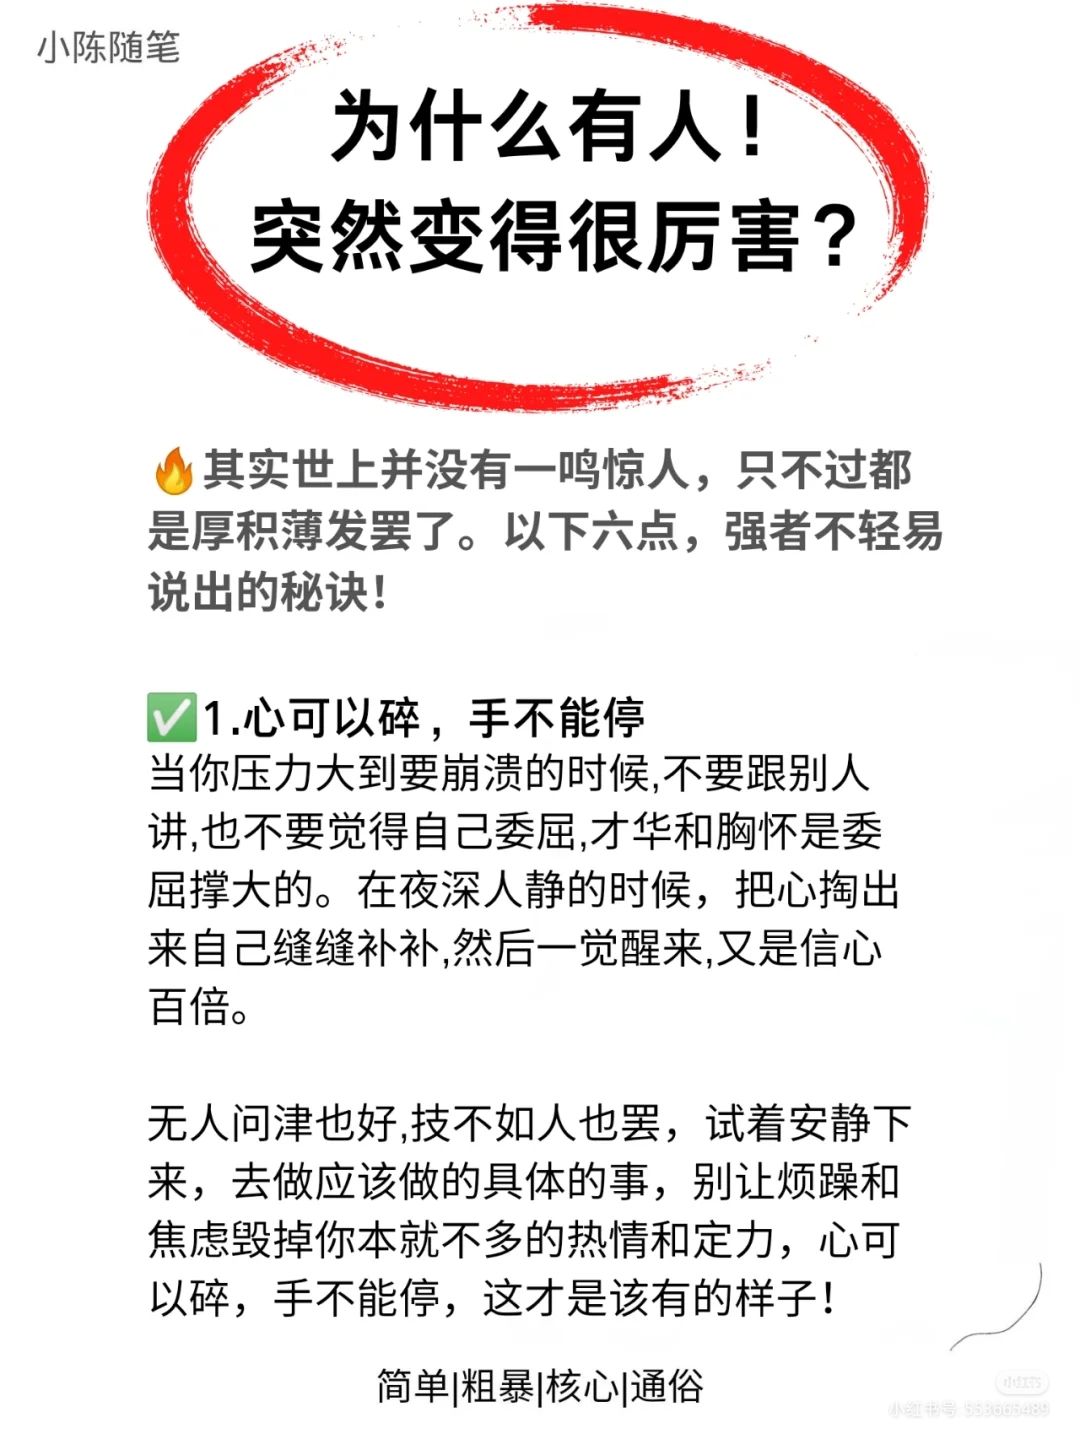 小陈随笔
为什么有人！
突然变得很厉害？
🔥其实世上并没有一鸣惊人，只不过都
是厚积薄发罢了。以下六点，强者不轻易
说出的秘诀！
✅1.心可以碎，手不能停
当你压力大到要崩溃的时候,不要跟别人
讲,也不要觉得自己委屈,才华和胸怀是委
屈撑大的。在夜深人静的时候，把心掏出
来自己缝缝补补,然后一觉醒来,又是信心
百倍。
无人问津也好,技不如人也罢，试着安静下
来，去做应该做的具体的事，别让烦躁和
焦虑毁掉你本就不多的热情和定力，心可
以碎，手不能停，这才是该有的样子！
简单|粗暴|核心|通俗
小红书
小红书号: 553665489